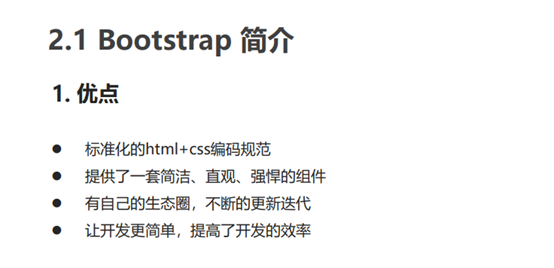 2.1 Bootstrap 简介
1. 优点
● 标准化的html+css编码规范
● 提供了一套简洁、直观、强悍的组件
● 有自己的生态圈，不断的更新迭代
● 让开发更简单，提高了开发的效率